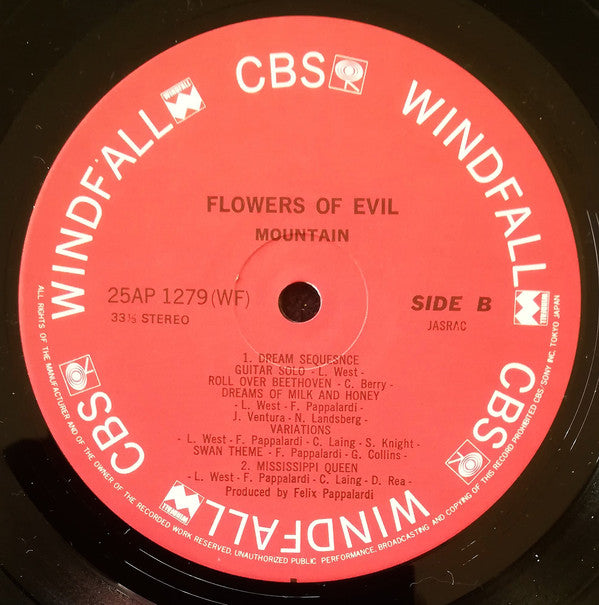 WINDFALL WINDFALL CBS WINDFALL WINDFALL CBS WINDFALL WINDFALL CBS
FLOWERS OF EVIL
MOUNTAIN
25AP 1279(WF)
33⅓ STEREO
SIDE B
JASRAC
1. DREAM SEQUESNCE
GUITAR SOLO - L. West -
ROLL OVER BEETHOVEN - C. Berry -
DREAMS OF MILK AND HONEY
- L. West - F. Pappalardi -
J. Ventura - N. Landsberg -
VARIATIONS
- L. West - F. Pappalardi - C. Laing - S. Knight -
SWAN THEME - F. Pappalardi - G. Collins -
2. MISSISSIPPI QUEEN
- L. West - F. Pappalardi - C. Laing - D. Rea -
Produced by Felix Pappalardi
ALL RIGHTS OF THE MANUFACTURER AND OF THE OWNER OF THE RECORDED WORK RESERVED, UNAUTHORIZED PUBLIC PERFORMANCE, BROADCASTING AND COPYING OF THIS RECORD PROHIBITED CBS/SONY INC. TOKYO JAPAN